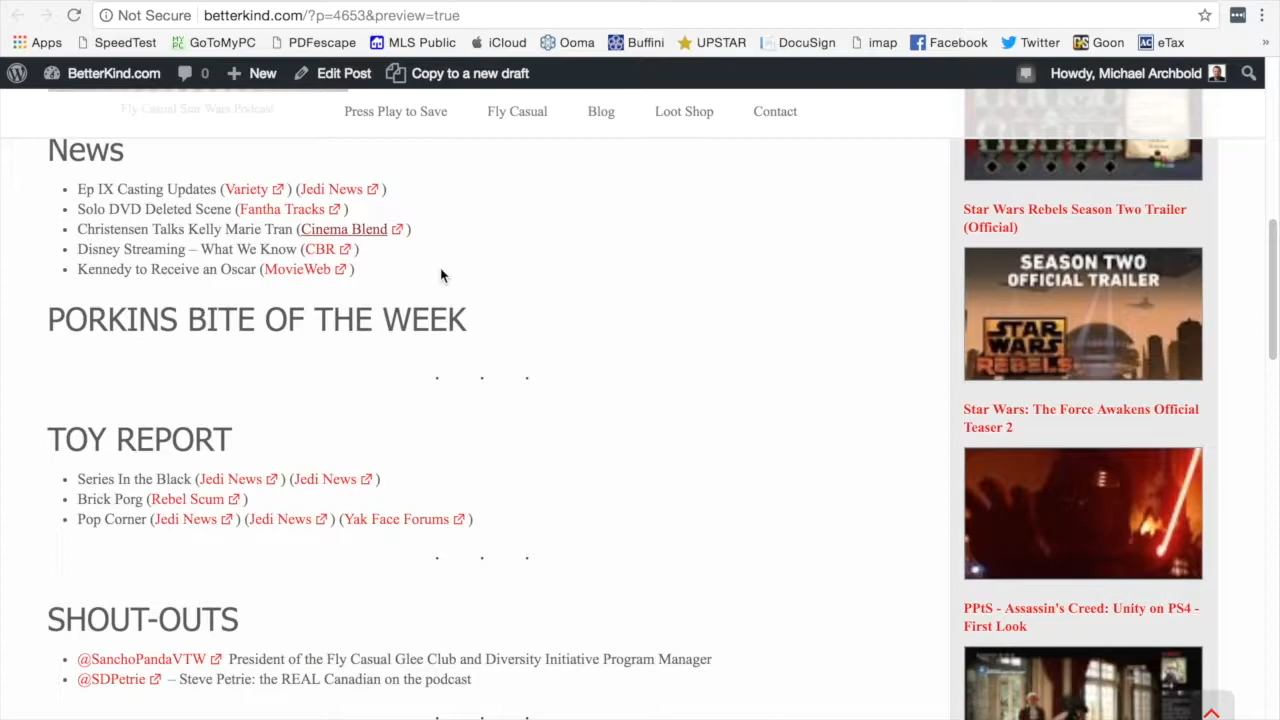 Not Secure betterkind.com/?p=4653&preview=true
Apps SpeedTest GoToMyPC PDFescape MLS Public iCloud Ooma Buffini UPSTAR DocuSign imap Facebook Twitter Goon eTax »
BetterKind.com 0 New Edit Post Copy to a new draft Howdy, Michael Archbold
Fly Casual Star Wars Podcast
Press Play to Save Fly Casual Blog Loot Shop Contact
News
• Ep IX Casting Updates (Variety ) (Jedi News )
• Solo DVD Deleted Scene (Fantha Tracks )
• Christensen Talks Kelly Marie Tran (Cinema Blend )
• Disney Streaming – What We Know (CBR )
• Kennedy to Receive an Oscar (MovieWeb )
PORKINS BITE OF THE WEEK
. . .
TOY REPORT
• Series In the Black (Jedi News ) (Jedi News )
• Brick Porg (Rebel Scum )
• Pop Corner (Jedi News ) (Jedi News ) (Yak Face Forums )
. . .
SHOUT-OUTS
• @SanchoPandaVTW President of the Fly Casual Glee Club and Diversity Initiative Program Manager
• @SDPetrie – Steve Petrie: the REAL Canadian on the podcast
. . .
Star Wars Rebels Season Two Trailer
(Official)
SEASON TWO
OFFICIAL TRAILER
STAR
WARS
REBELS
Star Wars: The Force Awakens Official
Teaser 2
PPtS - Assassin's Creed: Unity on PS4 -
First Look